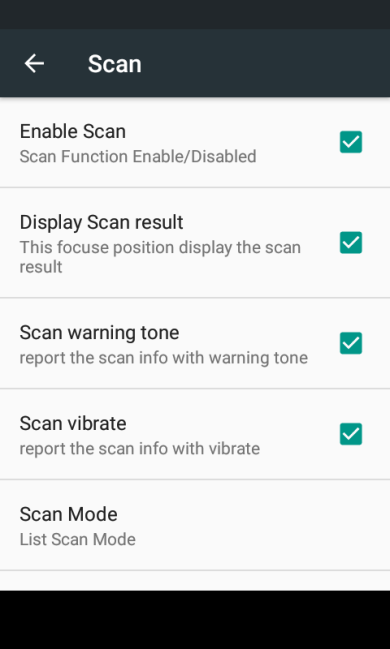 Scan
Enable Scan
Scan Function Enable/Disabled
Display Scan result
This focuse position display the scan
result
Scan warning tone
report the scan info with warning tone
Scan vibrate
report the scan info with vibrate
Scan Mode
List Scan Mode